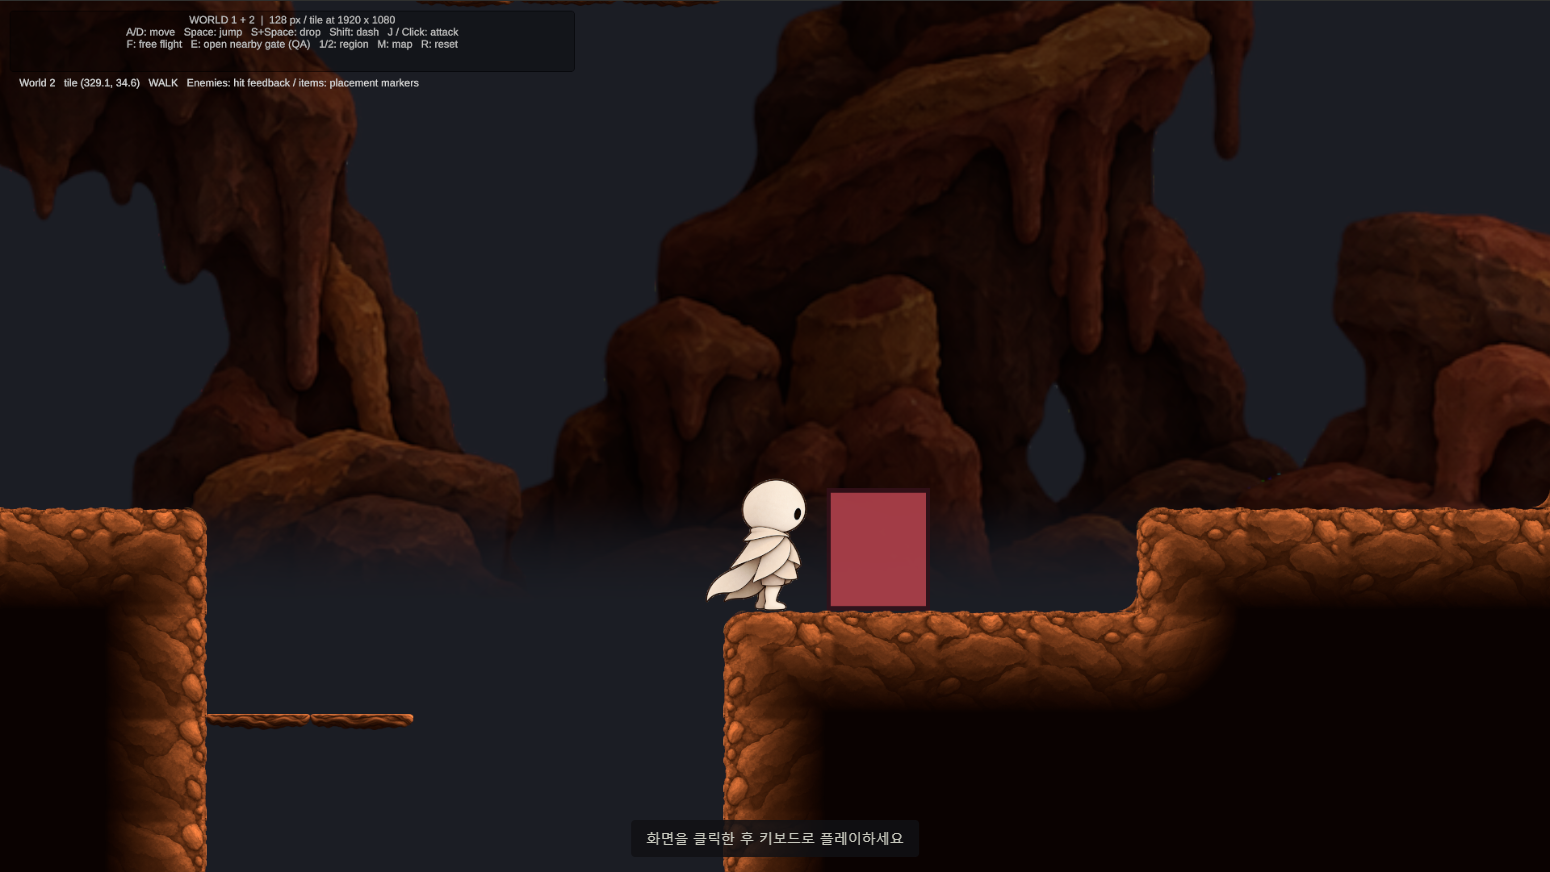 WORLD 1 + 2 | 128 px / tile at 1920 x 1080
A/D: move Space: jump S+Space: drop Shift: dash J / Click: attack
F: free flight E: open nearby gate (QA) 1/2: region M: map R: reset
World 2 tile (329.1, 34.6) WALK Enemies: hit feedback / items: placement markers
화면을 클릭한 후 키보드로 플레이하세요